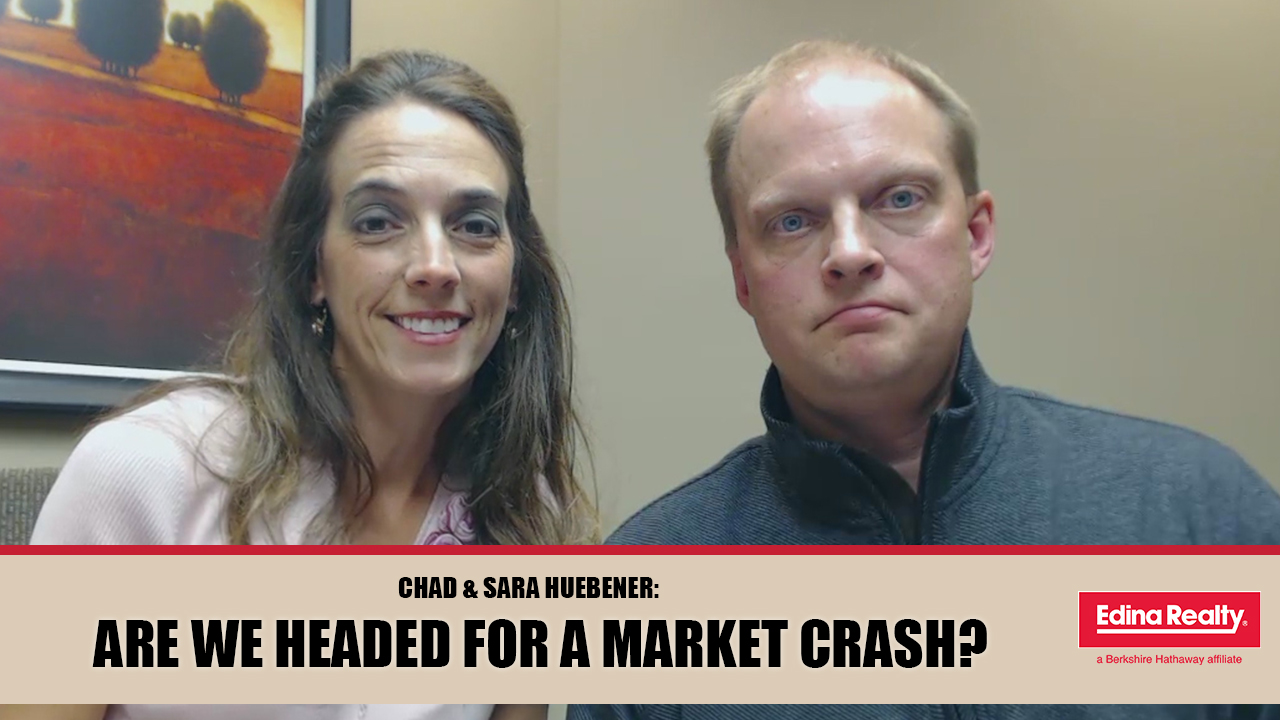 CHAD & SARA HUEBENER:
ARE WE HEADED FOR A MARKET CRASH?
Edina Realty®
a Berkshire Hathaway affiliate